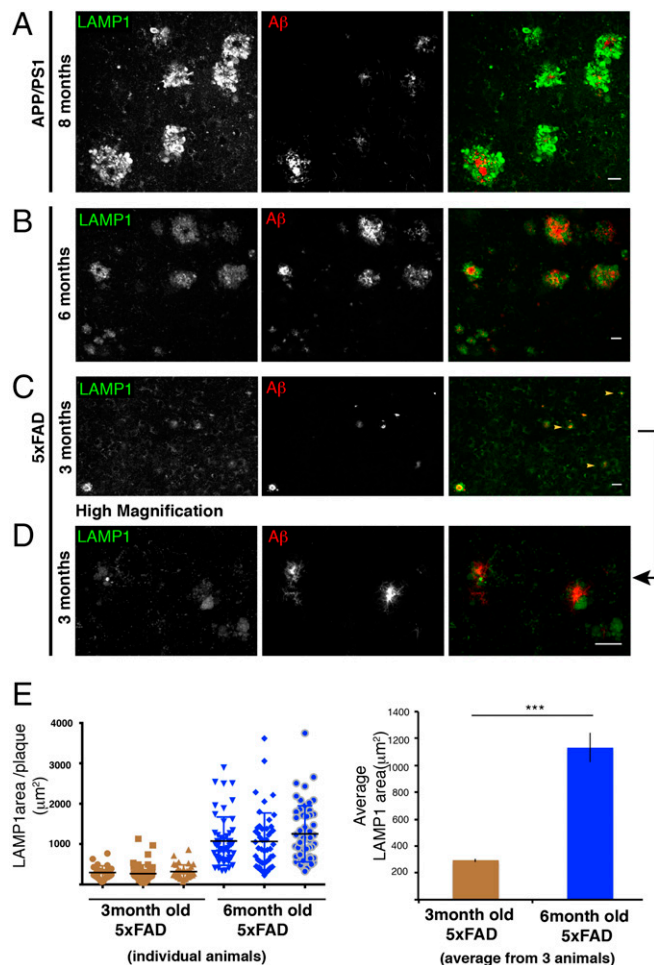 A
APP/PS1
8 months
LAMP1
Aβ
B
5xFAD
6 months
LAMP1
Aβ
C
3 months
LAMP1
Aβ
High Magnification
D
3 months
LAMP1
Aβ
E
LAMP1area /plaque
(μm²)
4000
3000
2000
1000
3month old
5xFAD
6month old
5xFAD
(individual animals)
Average
LAMP1 area(μm²)
1400
1200
1000
800
600
400
200
0
***
3month old
5xFAD
6month old
5xFAD
(average from 3 animals)